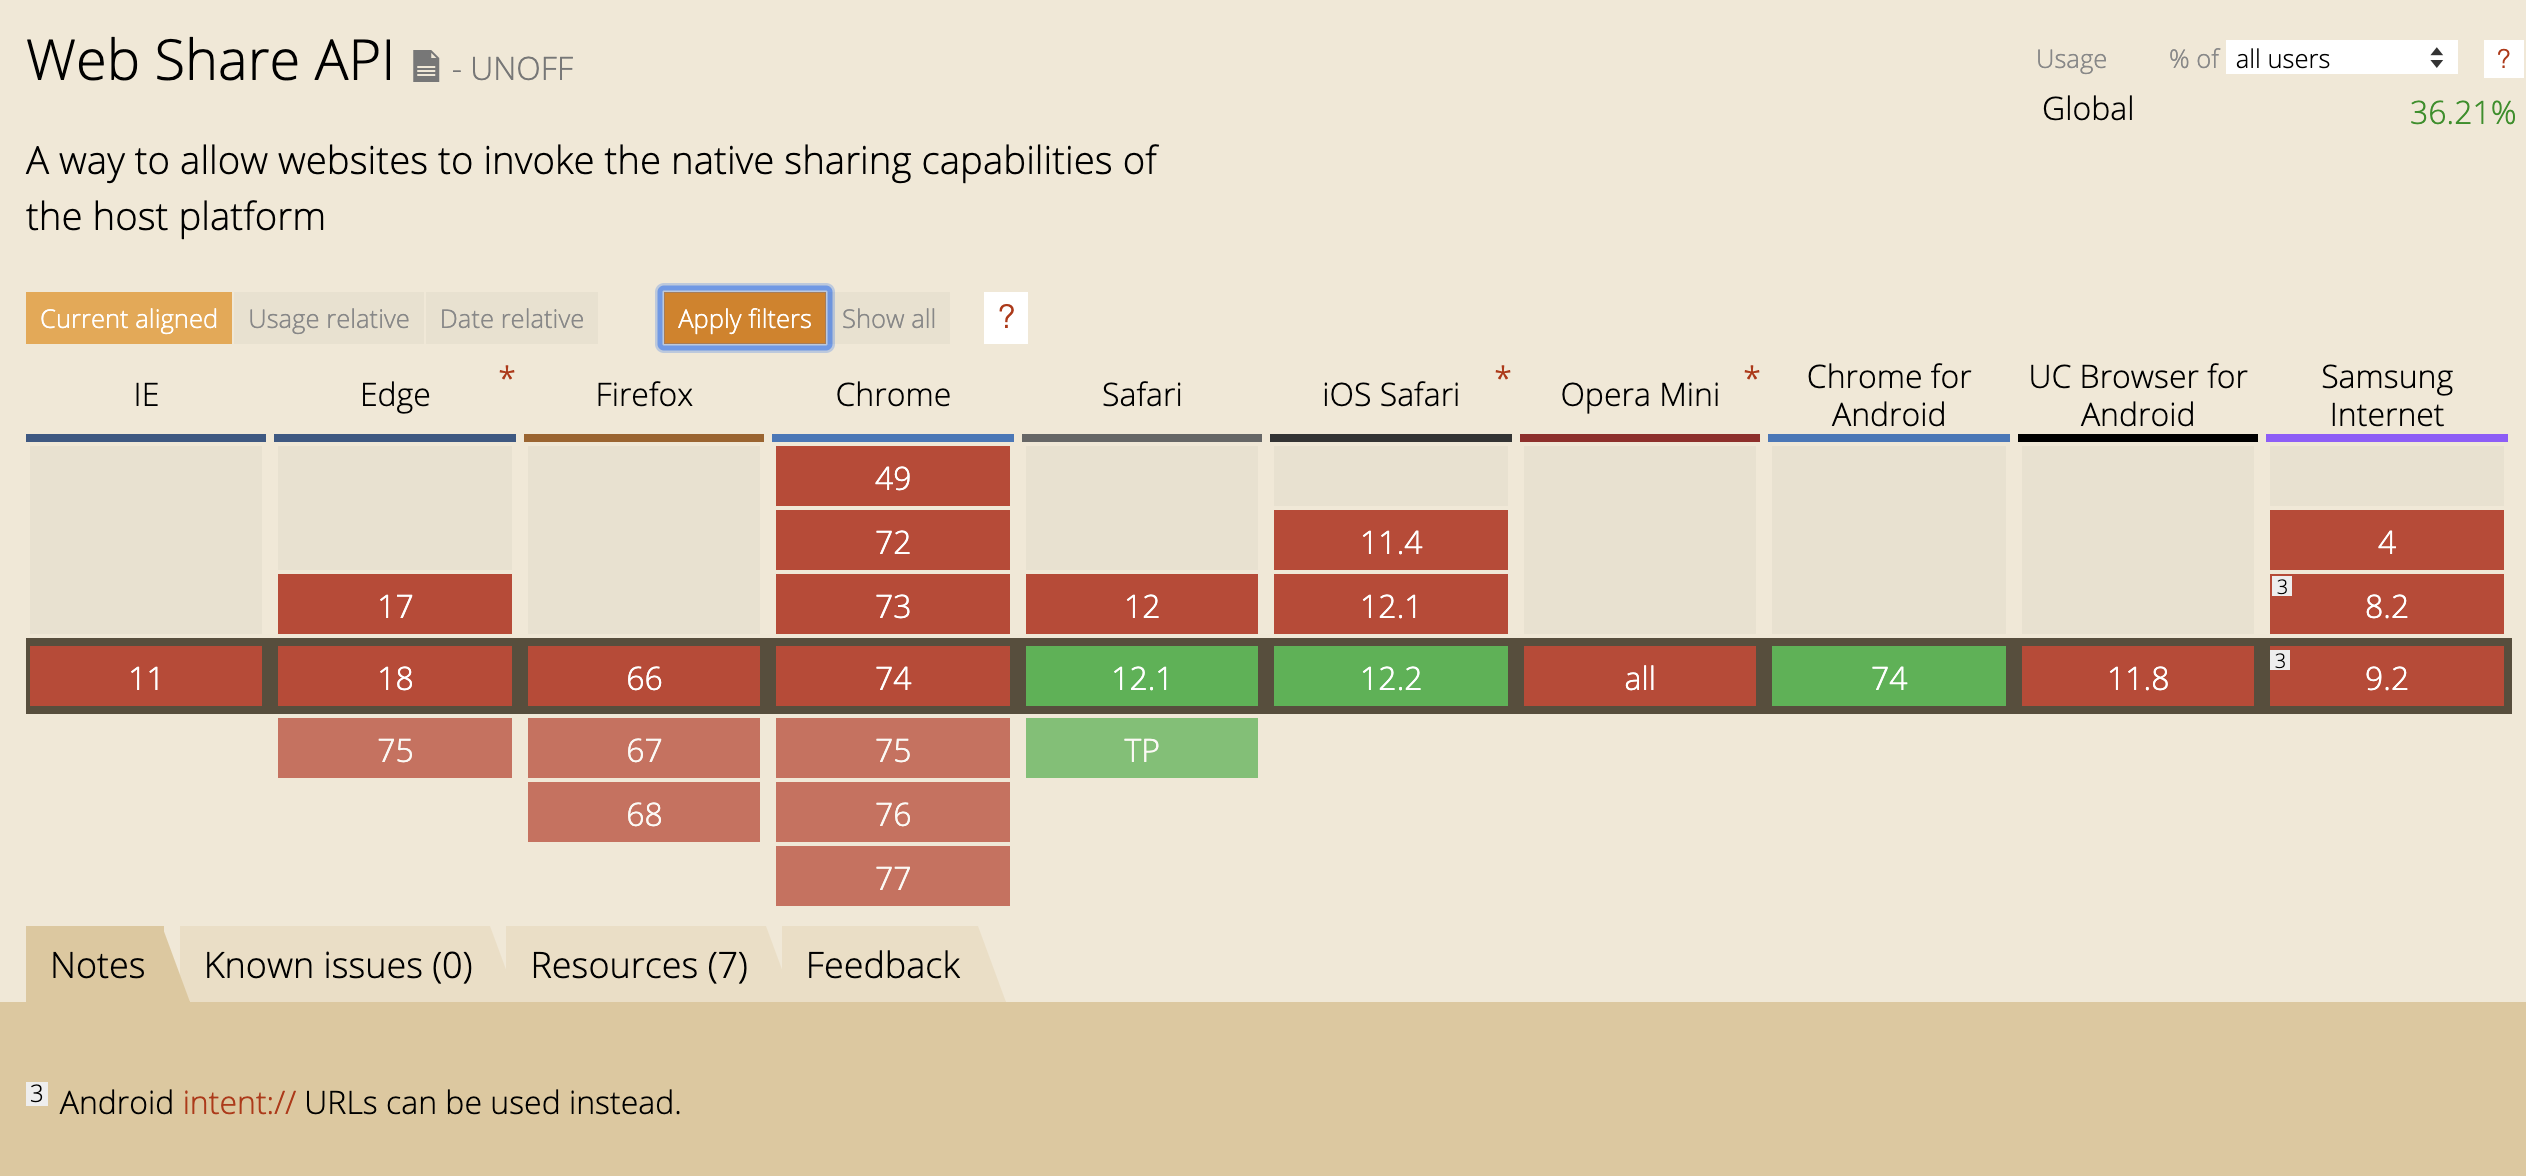 Web Share API - UNOFF
Usage % of all users ?
Global 36.21%
A way to allow websites to invoke the native sharing capabilities of
the host platform
Current aligned Usage relative Date relative Apply filters Show all ?
IE Edge * Firefox Chrome Safari iOS Safari * Opera Mini * Chrome for Android UC Browser for Android Samsung Internet
49
72 11.4 4
17 73 12 12.1 3 8.2
11 18 66 74 12.1 12.2 all 74 11.8 3 9.2
75 67 75 TP
68 76
77
Notes Known issues (0) Resources (7) Feedback
3 Android intent:// URLs can be used instead.